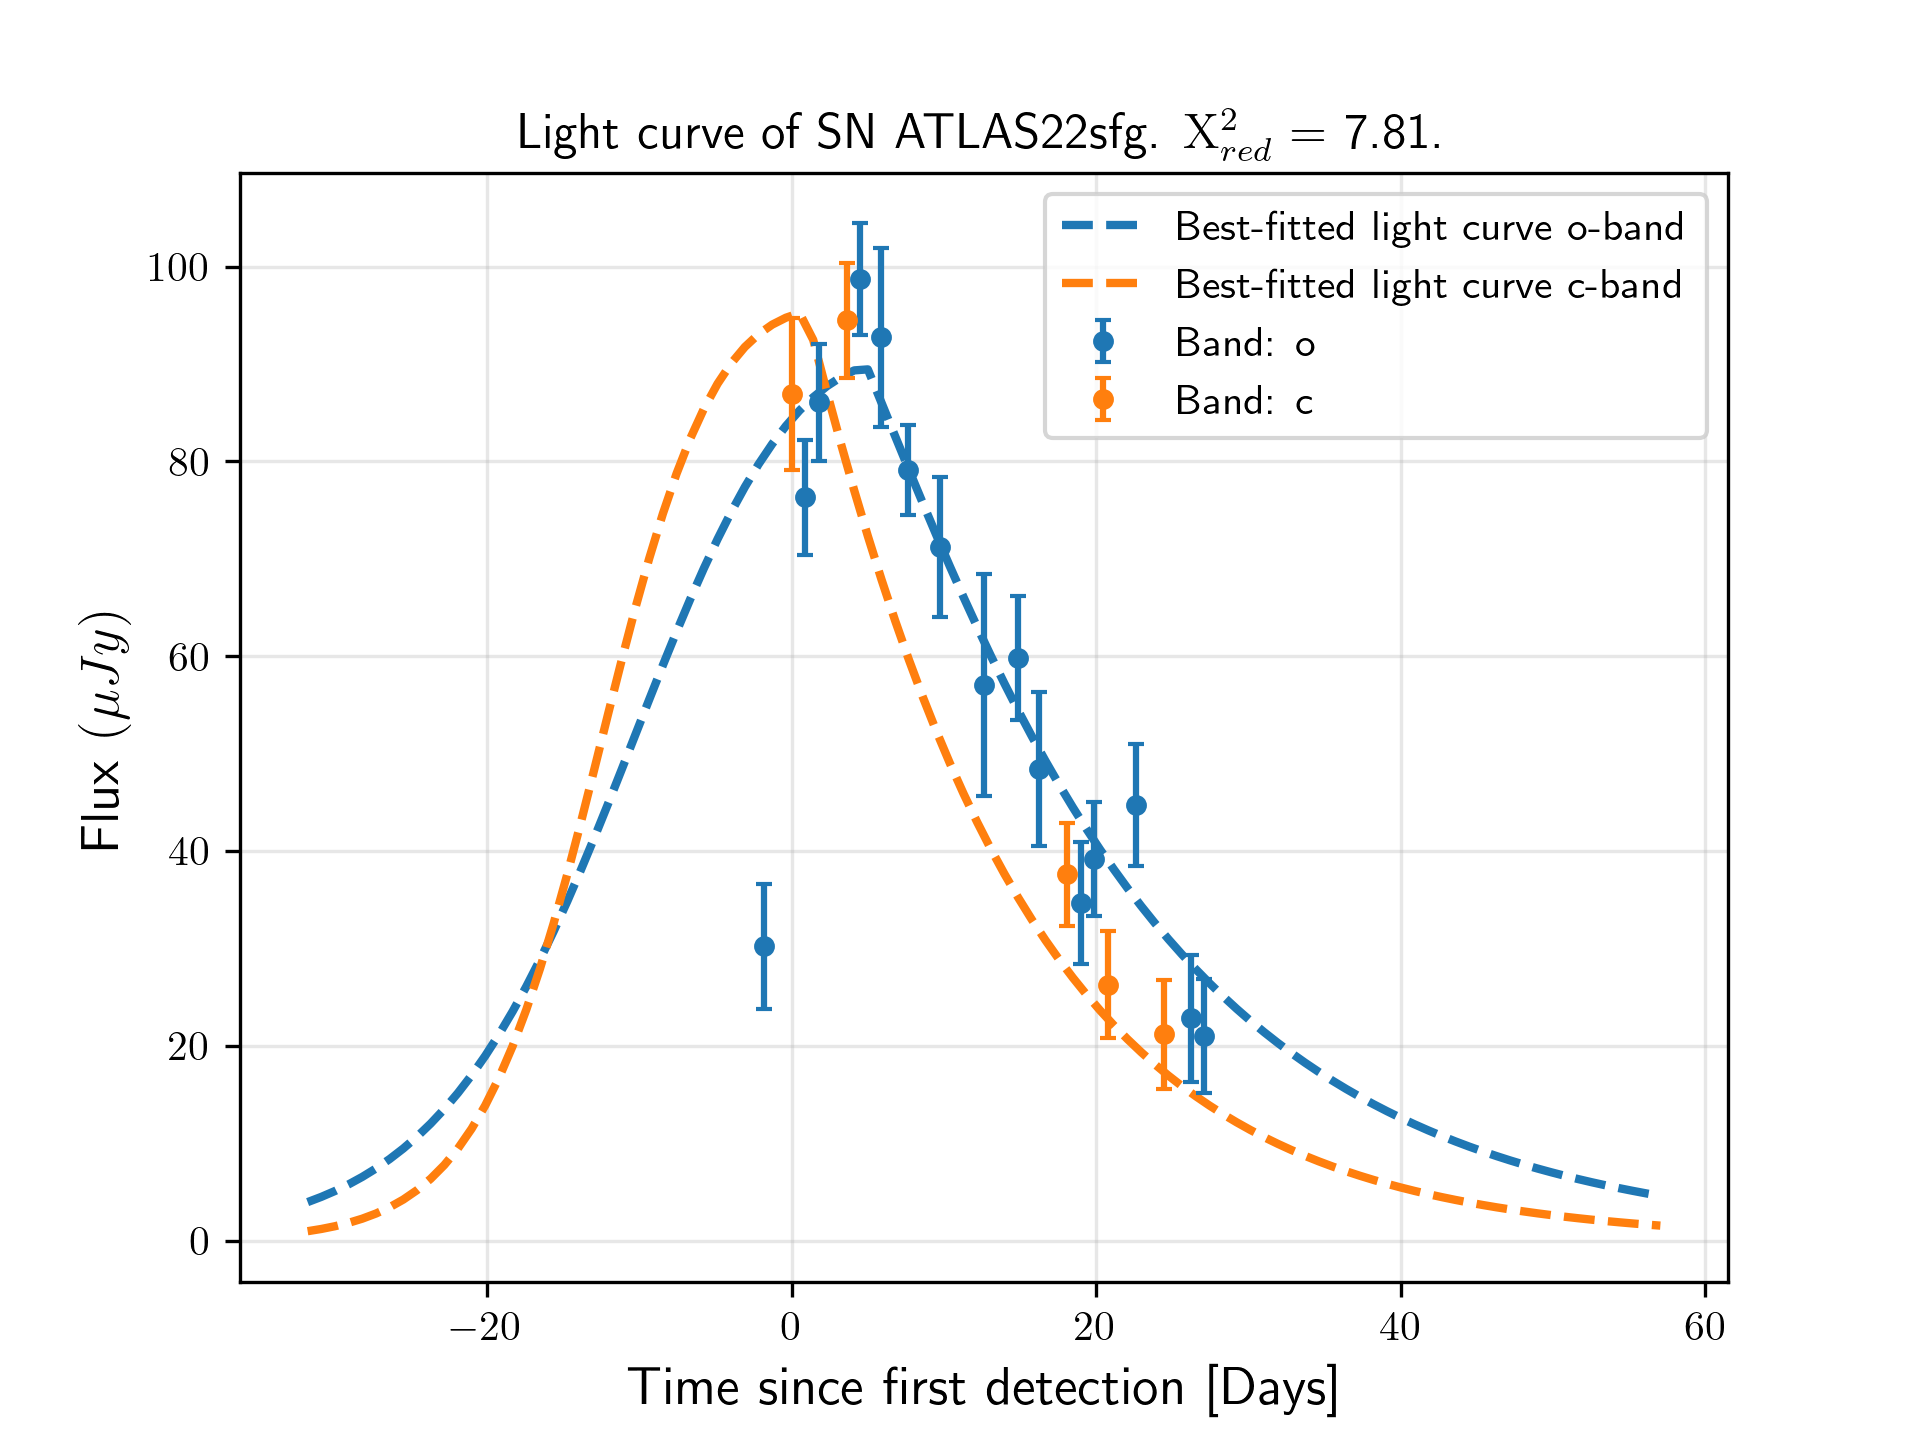 Light curve of SN ATLAS22sfg. X²_red = 7.81.
Best-fitted light curve o-band
Best-fitted light curve c-band
Band: o
Band: c
Flux (μJy)
100
80
60
40
20
0
−20 0 20 40 60
Time since first detection [Days]